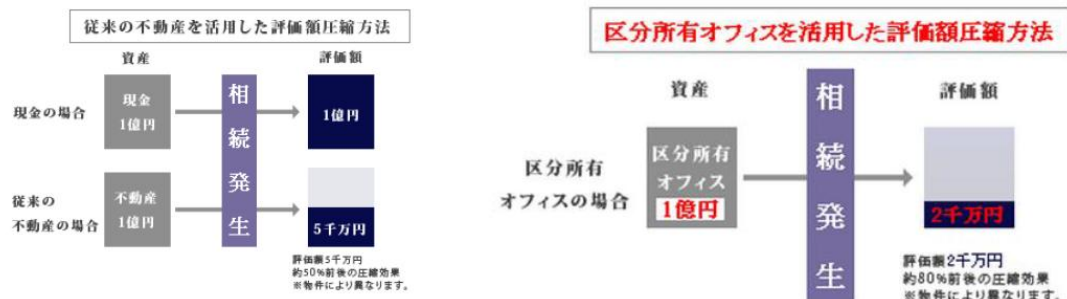 従来の不動産を活用した評価額圧縮方法
資産
評価額
現金の場合
現金
1億円
相続発生
1億円
従来の
不動産の場合
不動産
1億円
5千万円
評価額5千万円
約50%前後の圧縮効果
※物件により異なります。
区分所有オフィスを活用した評価額圧縮方法
資産
評価額
区分所有
オフィスの場合
区分所有
オフィス
1億円
相続発生
2千万円
評価額2千万円
約80%前後の圧縮効果
※物件により異なります。